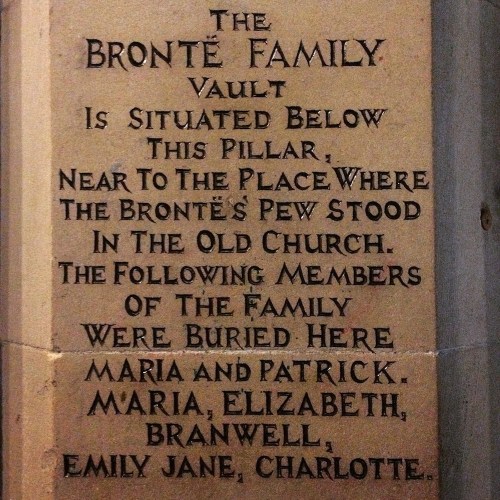 THE
BRONTË FAMILY
VAULT
IS SITUATED BELOW
THIS PILLAR,
NEAR TO THE PLACE WHERE
THE BRONTËS' PEW STOOD
IN THE OLD CHURCH.
THE FOLLOWING MEMBERS
OF THE FAMILY
WERE BURIED HERE
MARIA AND PATRICK.
MARIA, ELIZABETH,
BRANWELL,
EMILY JANE, CHARLOTTE.